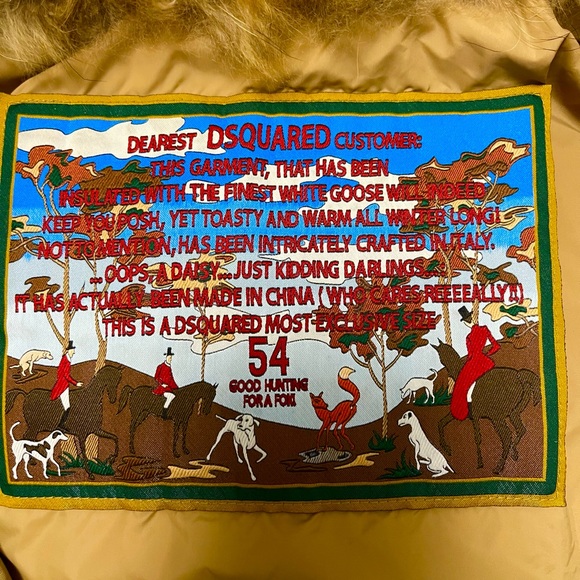 DEAREST DSQUARED CUSTOMER:
THIS GARMENT, THAT HAS BEEN
INSULATED WITH THE FINEST WHITE GOOSE WILL INDEED
KEEP YOU POSH, YET TOASTY AND WARM ALL WINTER LONG!
NOT TO MENTION, HAS BEEN INTRICATELY CRAFTED IN ITALY.
... OOPS, A DAISY...JUST KIDDING DARLINGS...:
IT HAS ACTUALLY BEEN MADE IN CHINA ( WHO CARES REEEEALLY !!)
THIS IS A DSQUARED MOST EXCLUSIVE SIZE
54
GOOD HUNTING
FOR A FOX!